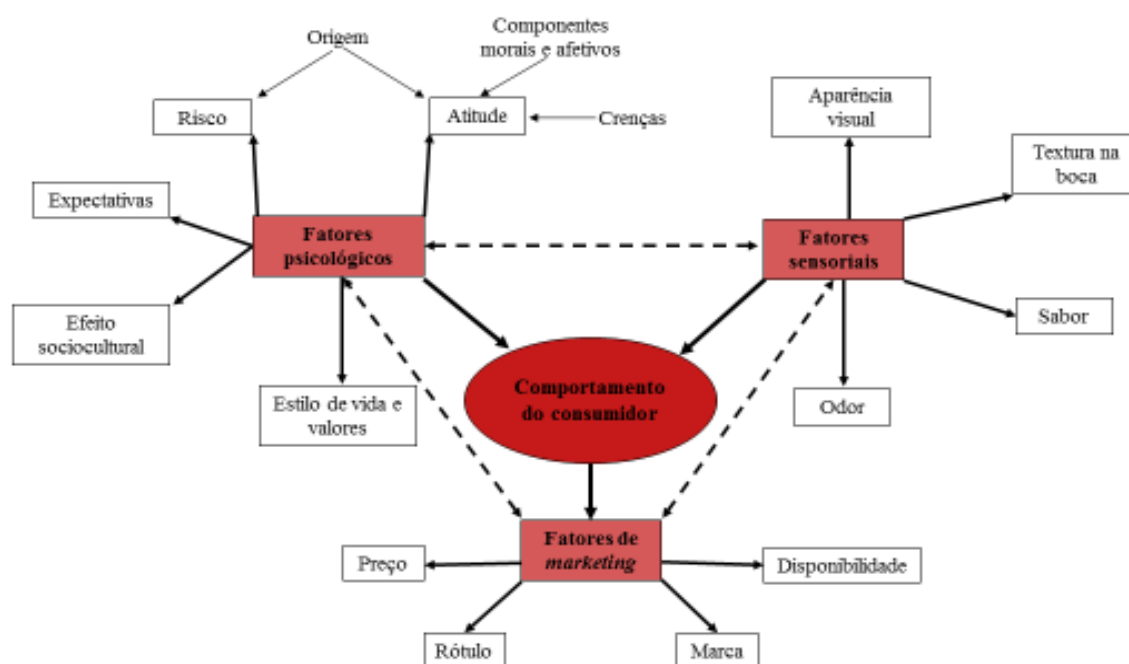 Componentes
morais e afetivos
Origem
Risco
Atitude
Crenças
Aparência
visual
Textura na
boca
Expectativas
Fatores
psicológicos
Fatores
sensoriais
Efeito
sociocultural
Sabor
Estilo de vida e
valores
Comportamento
do consumidor
Odor
Fatores de
marketing
Preço
Disponibilidade
Rótulo
Marca